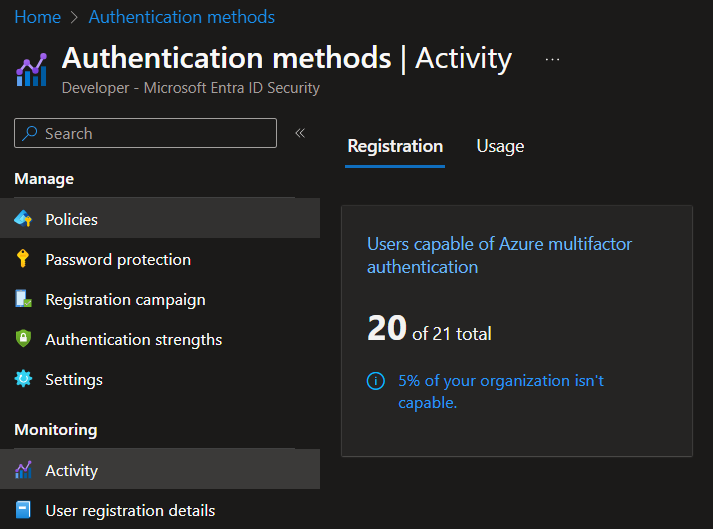 Home > Authentication methods
Authentication methods | Activity ...
Developer - Microsoft Entra ID Security
Search «
Manage
Policies
Password protection
Registration campaign
Authentication strengths
Settings
Monitoring
Activity
User registration details
Registration Usage
Users capable of Azure multifactor
authentication
20 of 21 total
5% of your organization isn't
capable.